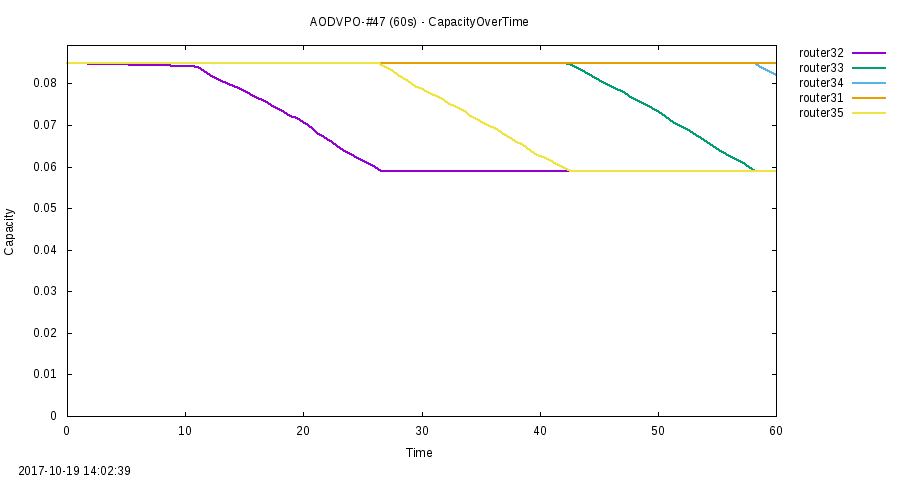 AODVPO-#47 (60s) - CapacityOverTime
router32
router33
router34
router31
router35
0.08
0.07
0.06
0.05
0.04
0.03
0.02
0.01
0
Capacity
0 10 20 30 40 50 60
Time
2017-10-19 14:02:39